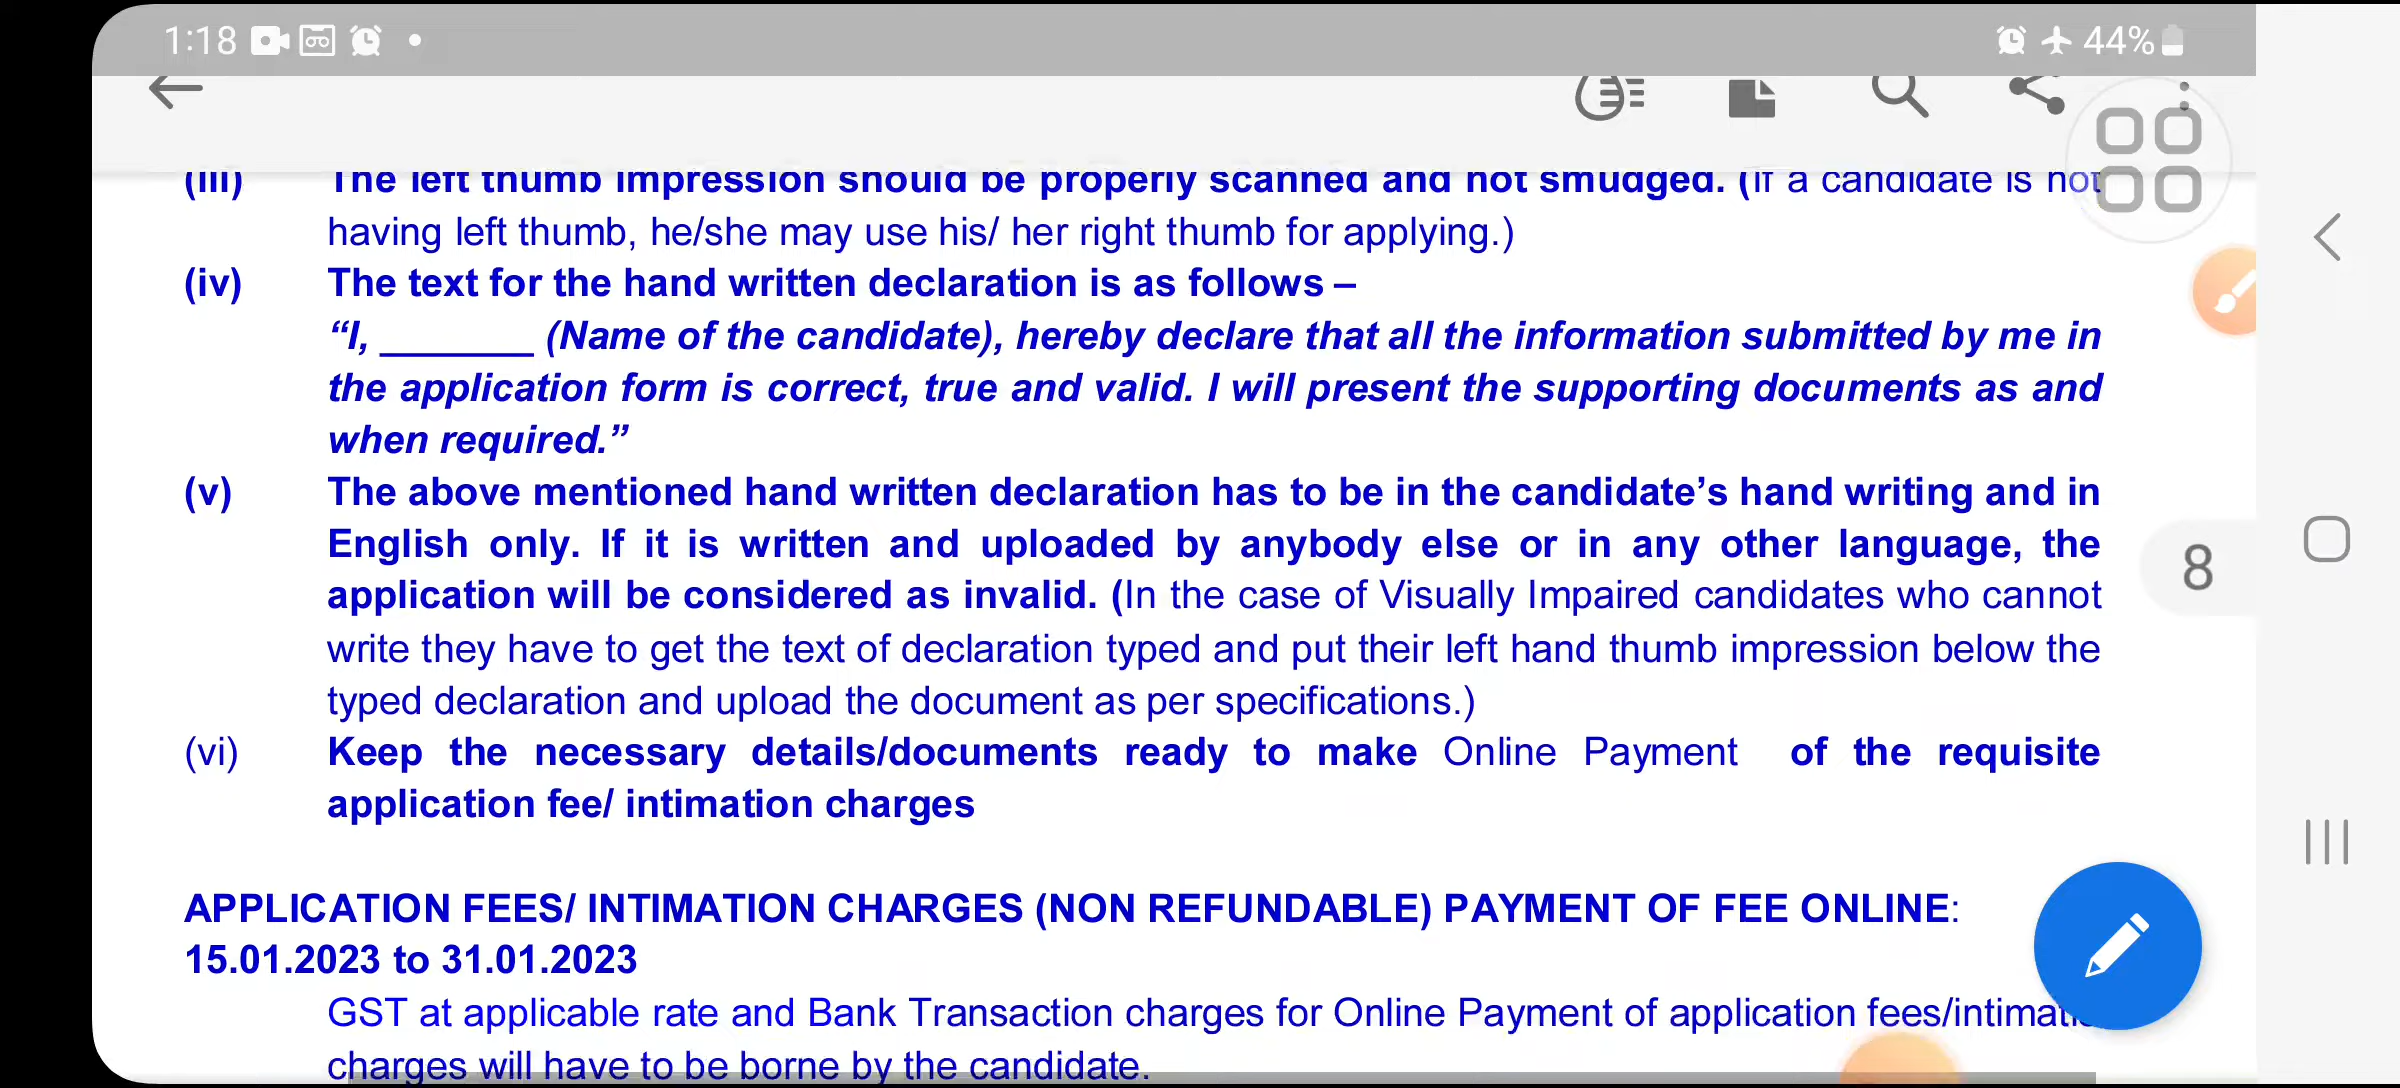 1:18
44%
(iii) The left thumb impression should be properly scanned and not smudged. (If a candidate is not
having left thumb, he/she may use his/ her right thumb for applying.)
(iv) The text for the hand written declaration is as follows –
“I, _______ (Name of the candidate), hereby declare that all the information submitted by me in
the application form is correct, true and valid. I will present the supporting documents as and
when required.”
(v) The above mentioned hand written declaration has to be in the candidate’s hand writing and in
English only. If it is written and uploaded by anybody else or in any other language, the
application will be considered as invalid. (In the case of Visually Impaired candidates who cannot
write they have to get the text of declaration typed and put their left hand thumb impression below the
typed declaration and upload the document as per specifications.)
8
(vi) Keep the necessary details/documents ready to make Online Payment of the requisite
application fee/ intimation charges
APPLICATION FEES/ INTIMATION CHARGES (NON REFUNDABLE) PAYMENT OF FEE ONLINE:
15.01.2023 to 31.01.2023
GST at applicable rate and Bank Transaction charges for Online Payment of application fees/intimati
charges will have to be borne by the candidate.